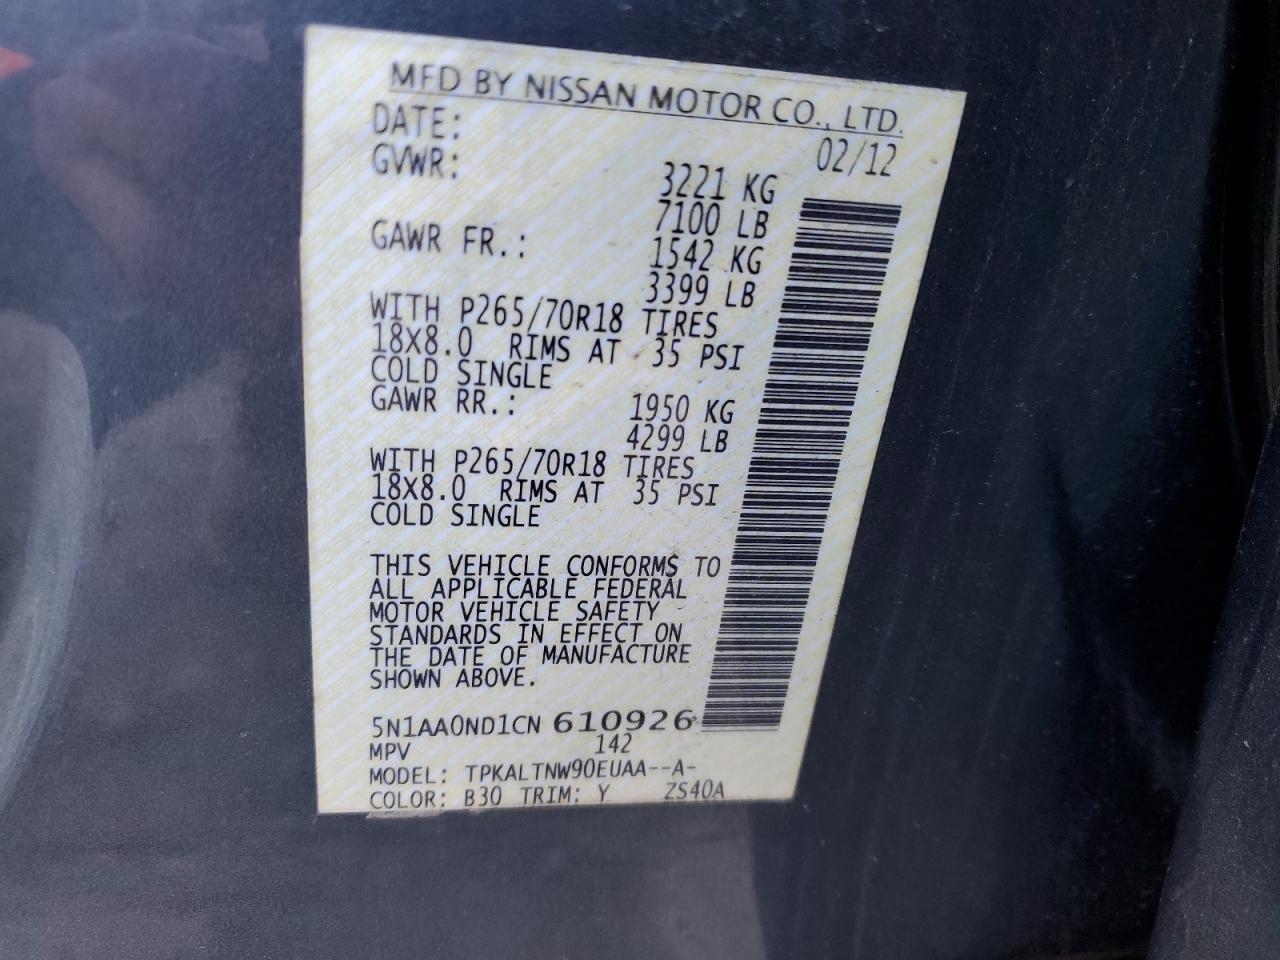 MFD BY NISSAN MOTOR CO., LTD.
DATE: 02/12
GVWR: 3221 KG
7100 LB
GAWR FR.: 1542 KG
3399 LB
WITH P265/70R18 TIRES
18X8.0 RIMS AT 35 PSI
COLD SINGLE
GAWR RR.: 1950 KG
4299 LB
WITH P265/70R18 TIRES
18X8.0 RIMS AT 35 PSI
COLD SINGLE
THIS VEHICLE CONFORMS TO
ALL APPLICABLE FEDERAL
MOTOR VEHICLE SAFETY
STANDARDS IN EFFECT ON
THE DATE OF MANUFACTURE
SHOWN ABOVE.
5N1AA0ND1CN 610926
MPV 142
MODEL: TPKALTNW90EUAA--A-
COLOR: B30 TRIM: Y ZS40A